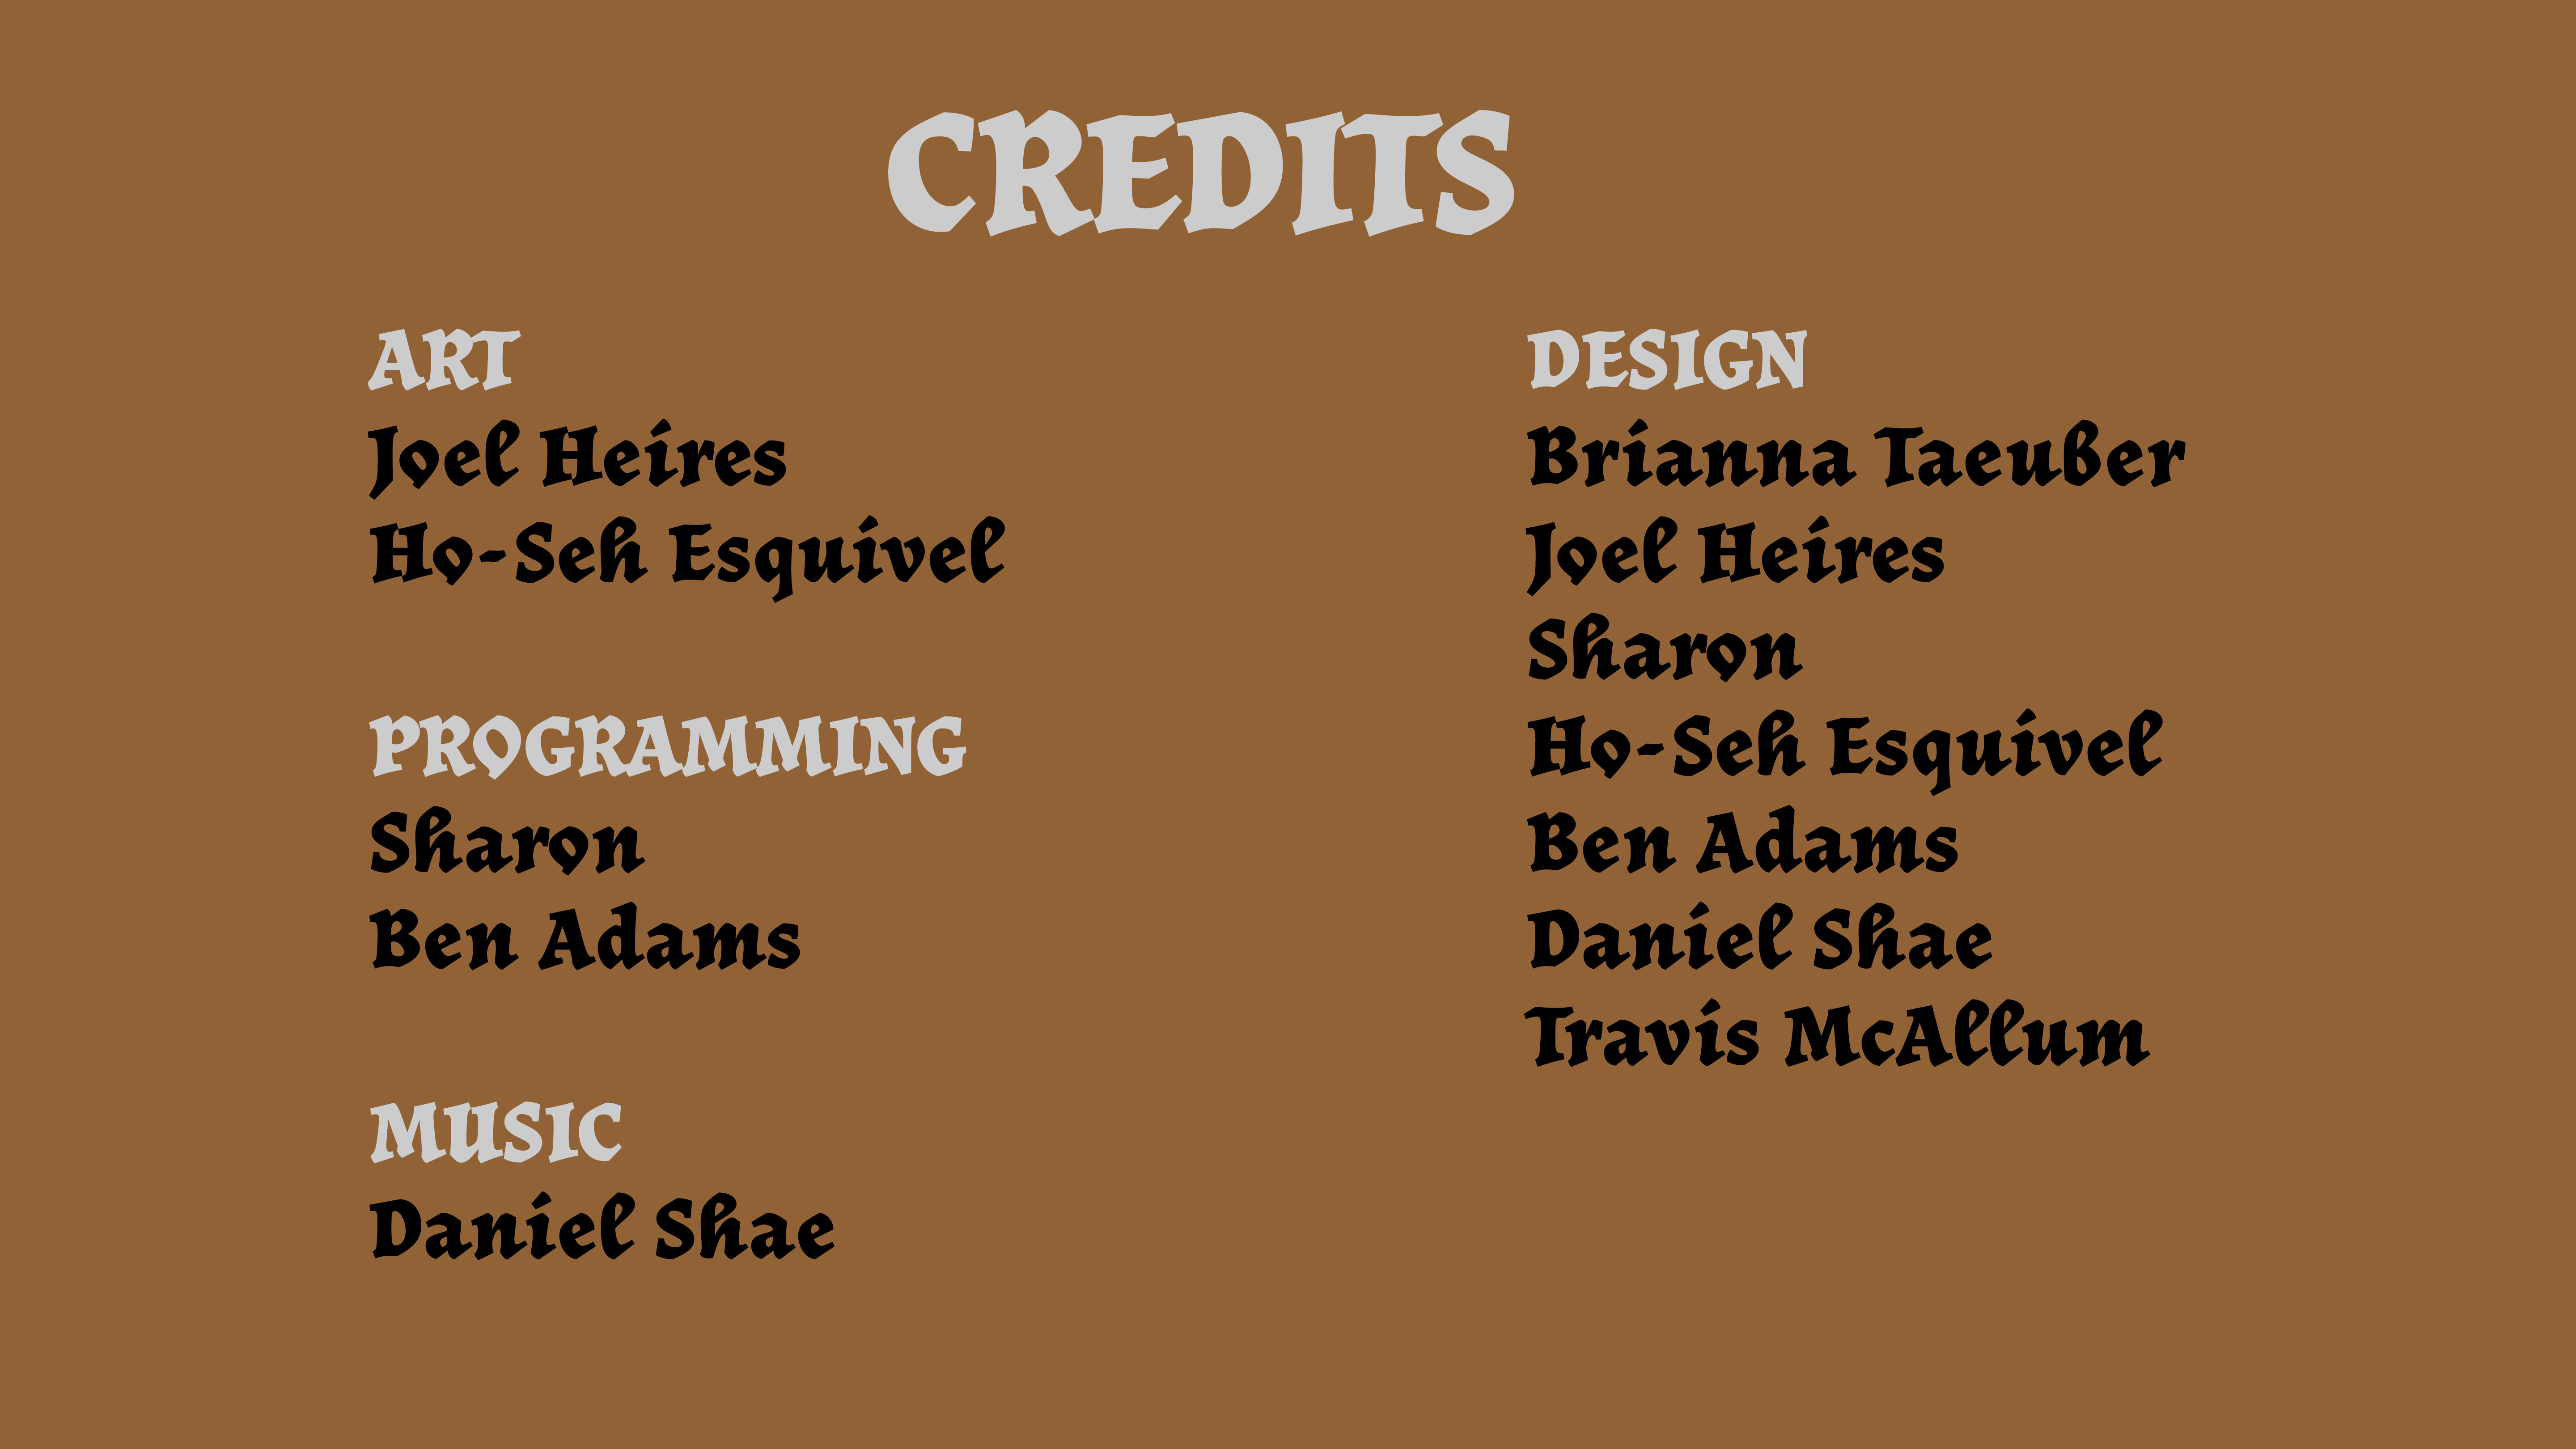 CREDITS
ART
Joel Heires
Ho-Seh Esquivel
PROGRAMMING
Sharon
Ben Adams
MUSIC
Daniel Shae
DESIGN
Brianna Taeuber
Joel Heires
Sharon
Ho-Seh Esquivel
Ben Adams
Daniel Shae
Travis McAllum